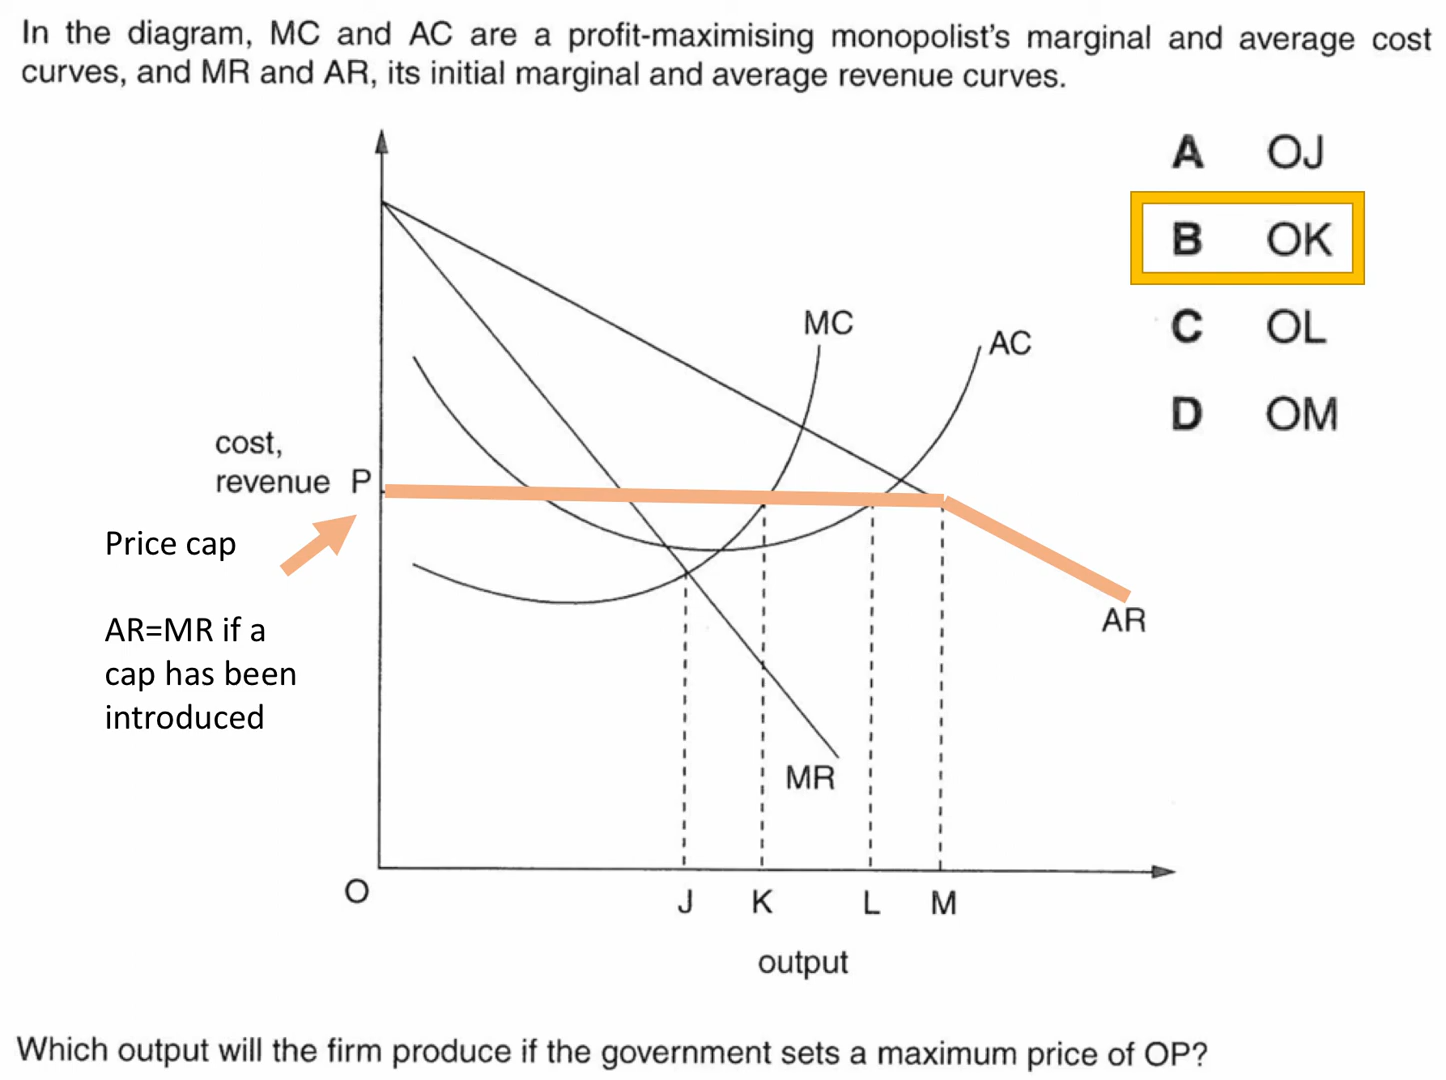 In the diagram, MC and AC are a profit-maximising monopolist's marginal and average cost
curves, and MR and AR, its initial marginal and average revenue curves.
A OJ
B OK
C OL
D OM
MC
AC
cost,
revenue P
Price cap
AR=MR if a
cap has been
introduced
AR
MR
O
J K L M
output
Which output will the firm produce if the government sets a maximum price of OP?